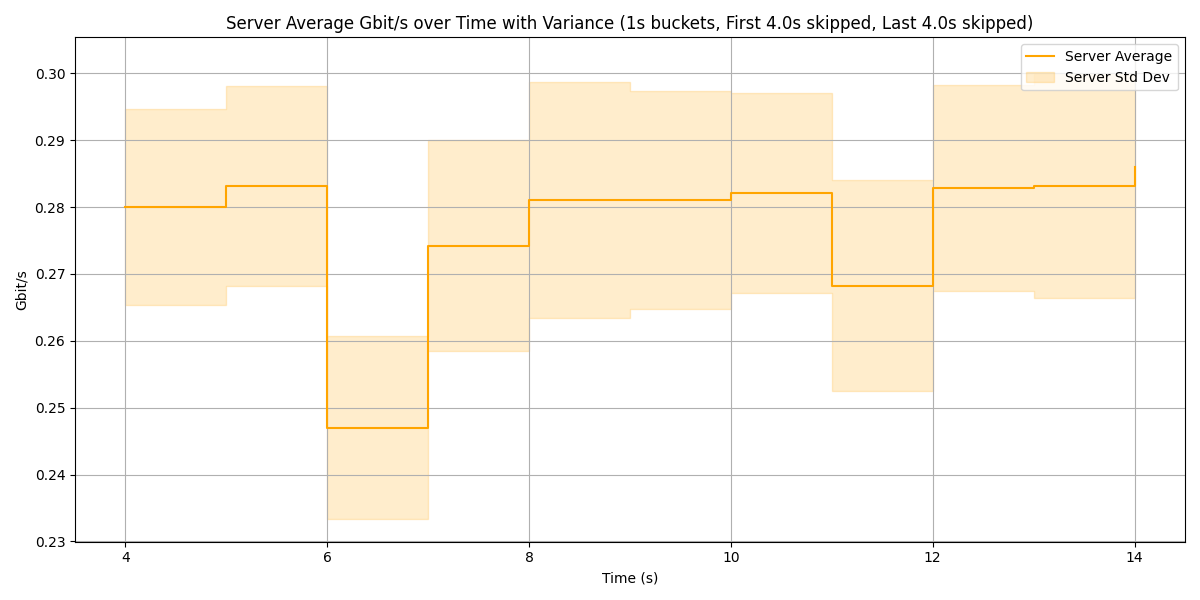 Server Average Gbit/s over Time with Variance (1s buckets, First 4.0s skipped, Last 4.0s skipped)
Server Average
Server Std Dev
0.30
0.29
0.28
0.27
0.26
0.25
0.24
0.23
Gbit/s
4
6
8
10
12
14
Time (s)